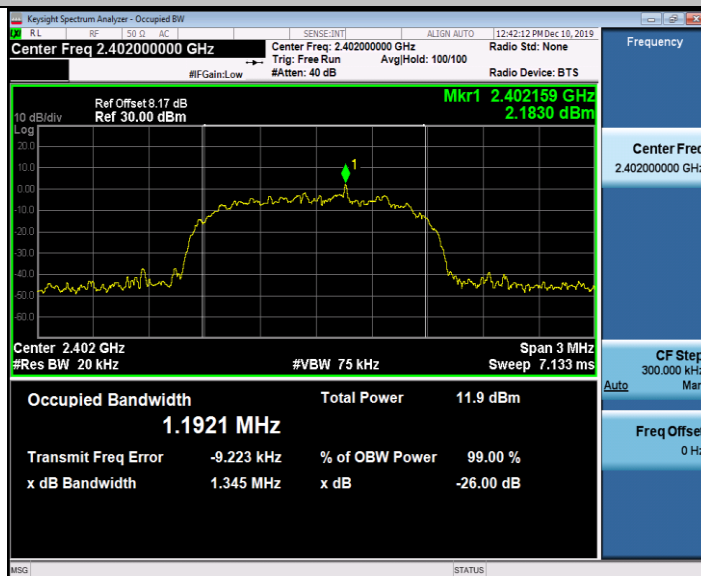 Keysight Spectrum Analyzer - Occupied BW
RL RF 50 Ω AC SENSE:INT ALIGN AUTO 12:42:12 PM Dec 10, 2019
Center Freq 2.402000000 GHz
Center Freq: 2.402000000 GHz
Radio Std: None
Trig: Free Run Avg|Hold: 100/100
#IFGain:Low
#Atten: 40 dB
Radio Device: BTS
Frequency
Mkr1 2.402159 GHz
2.1830 dBm
Ref Offset 8.17 dB
10 dB/div Ref 30.00 dBm
Log
20.0
10.0
0.00
-10.0
-20.0
-30.0
-40.0
-50.0
-60.0
1
Center 2.402 GHz Span 3 MHz
#Res BW 20 kHz #VBW 75 kHz Sweep 7.133 ms
Occupied Bandwidth Total Power 11.9 dBm
1.1921 MHz
Transmit Freq Error -9.223 kHz % of OBW Power 99.00 %
x dB Bandwidth 1.345 MHz x dB -26.00 dB
Center Freq
2.402000000 GHz
CF Step
300.000 kHz
Auto Man
Freq Offset
0 Hz
MSG STATUS